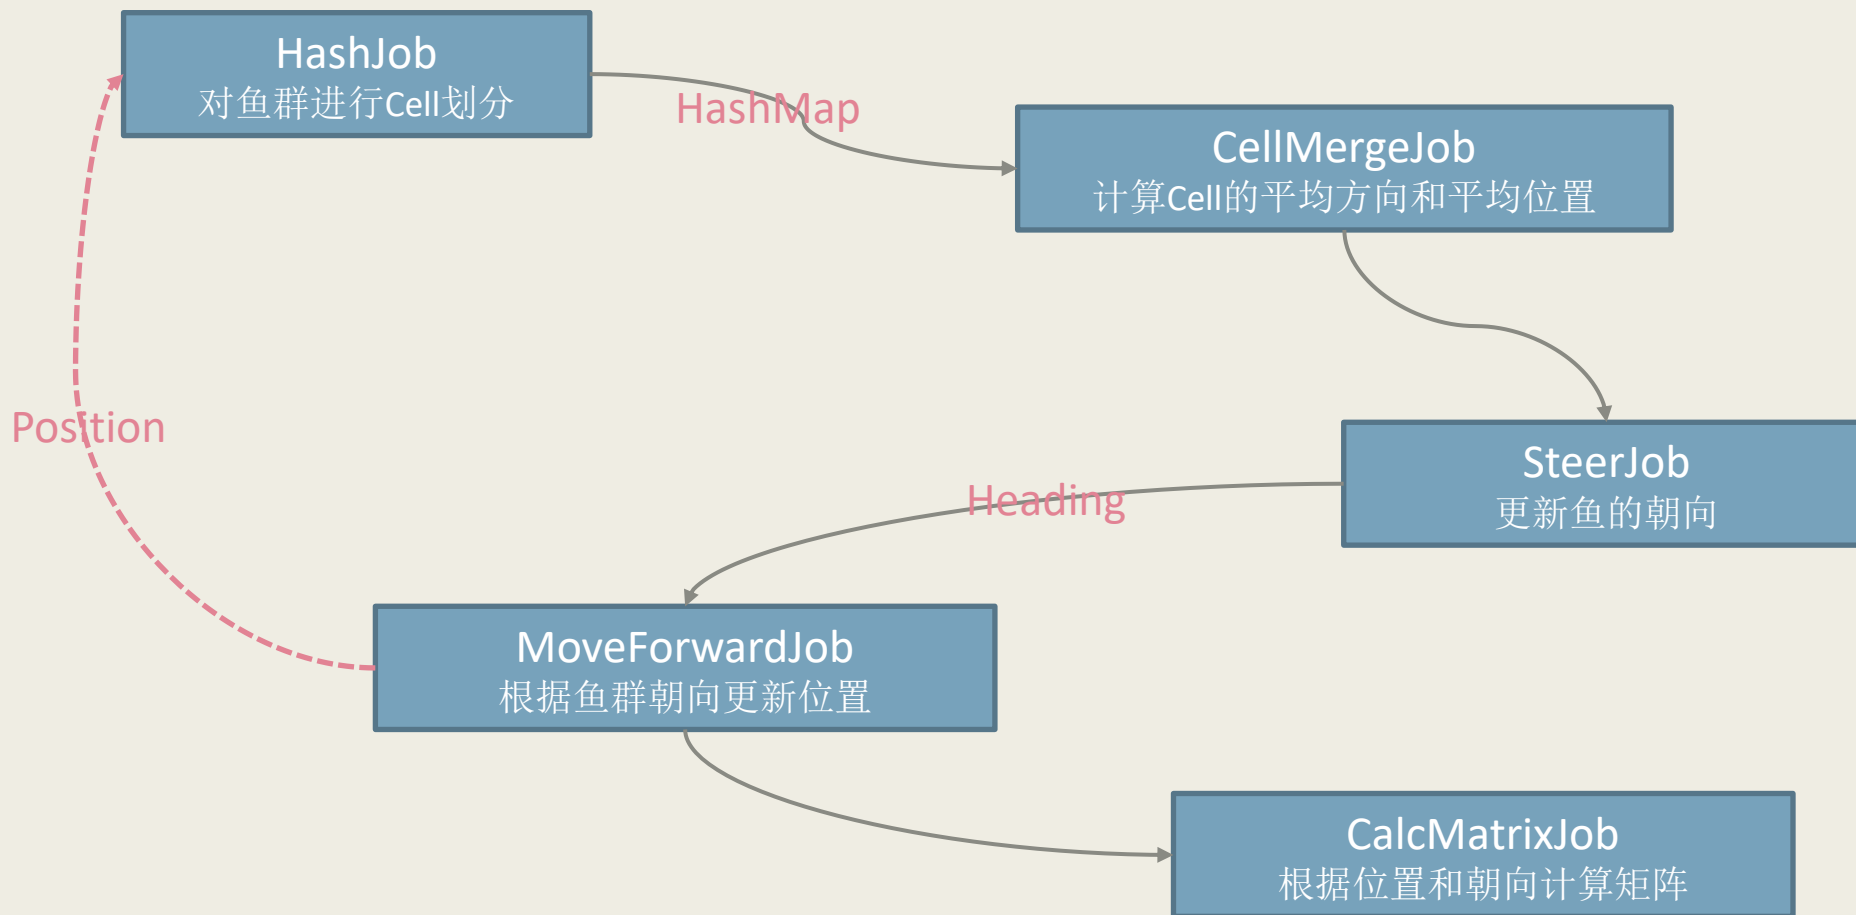 HashJob
对鱼群进行Cell划分
HashMap
CellMergeJob
计算Cell的平均方向和平均位置
Position
SteerJob
更新鱼的朝向
Heading
MoveForwardJob
根据鱼群朝向更新位置
CalcMatrixJob
根据位置和朝向计算矩阵